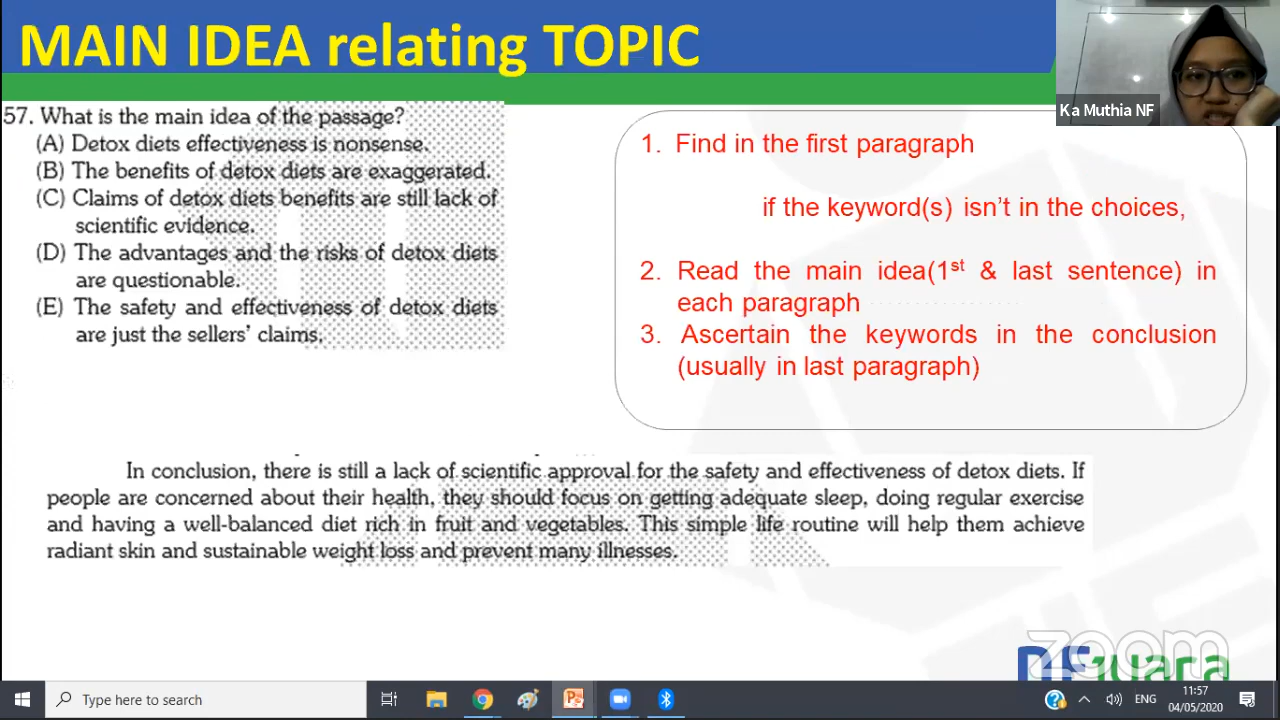 MAIN IDEA relating TOPIC
Ka Muthia NF
57. What is the main idea of the passage?
(A) Detox diets effectiveness is nonsense.
(B) The benefits of detox diets are exaggerated.
(C) Claims of detox diets benefits are still lack of
scientific evidence.
(D) The advantages and the risks of detox diets
are questionable.
(E) The safety and effectiveness of detox diets
are just the sellers' claims.
1. Find in the first paragraph
if the keyword(s) isn't in the choices,
2. Read the main idea(1st & last sentence) in
each paragraph
3. Ascertain the keywords in the conclusion
(usually in last paragraph)
In conclusion, there is still a lack of scientific approval for the safety and effectiveness of detox diets. If
people are concerned about their health, they should focus on getting adequate sleep, doing regular exercise
and having a well-balanced diet rich in fruit and vegetables. This simple life routine will help them achieve
radiant skin and sustainable weight loss and prevent many illnesses.
zoom
Type here to search
ENG
11:57
04/05/2020